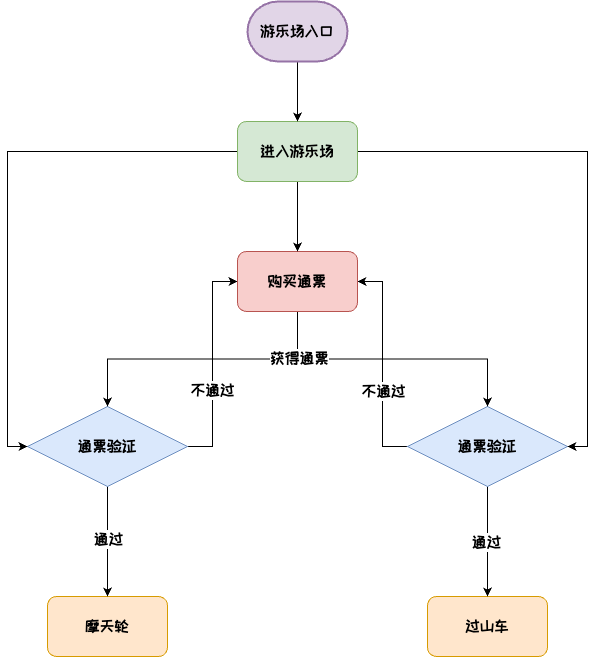 游乐场入口
进入游乐场
购买通票
获得通票
不通过
不通过
通票验证
通票验证
通过
通过
摩天轮
过山车